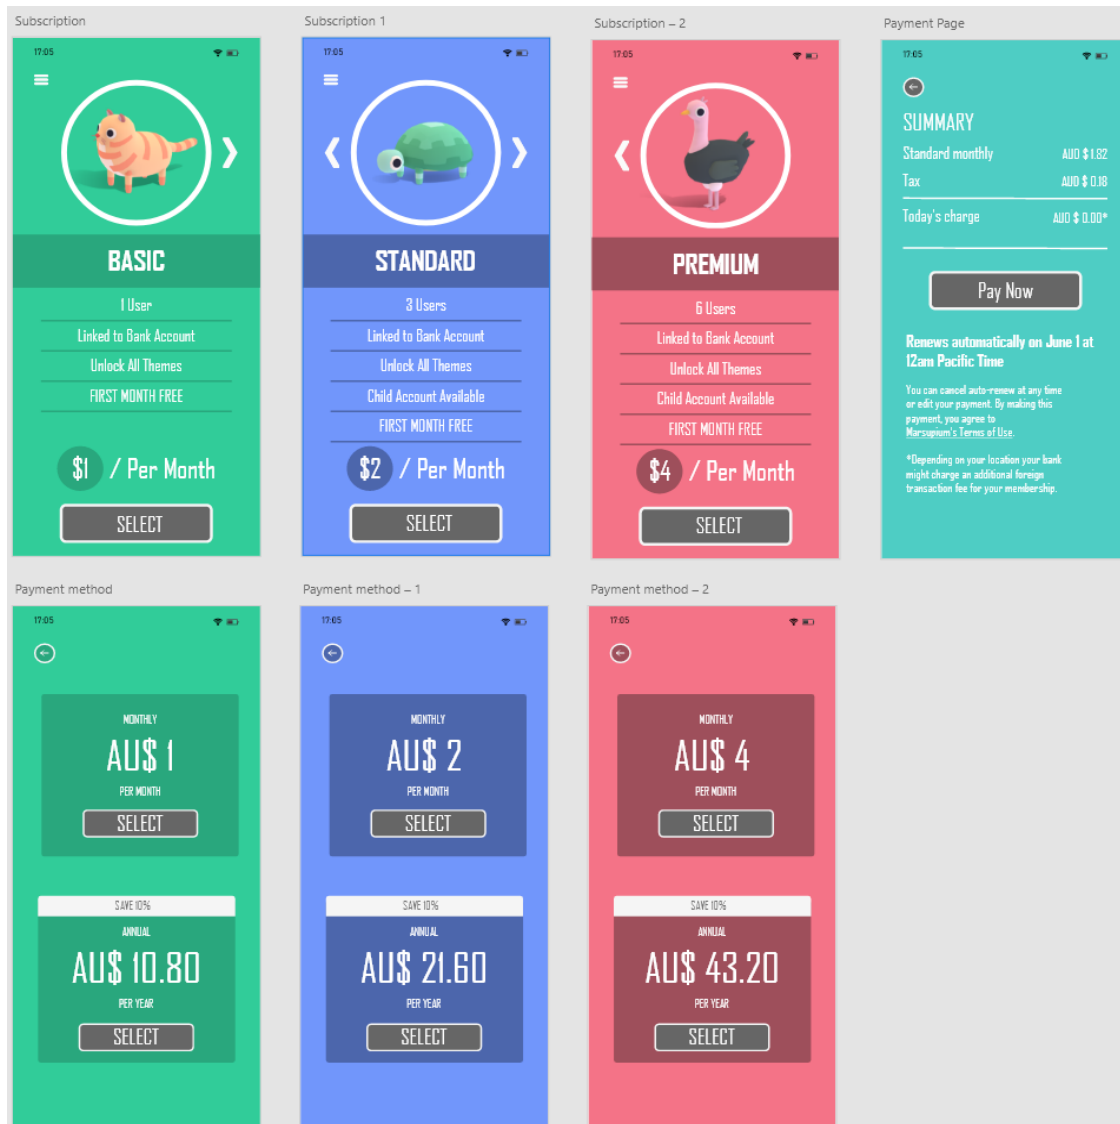 Subscription
17:05
BASIC
1 User
Linked to Bank Account
Unlock All Themes
FIRST MONTH FREE
$1 / Per Month
SELECT
Subscription 1
17:05
STANDARD
3 Users
Linked to Bank Account
Unlock All Themes
Child Account Available
FIRST MONTH FREE
$2 / Per Month
SELECT
Subscription – 2
17:05
PREMIUM
6 Users
Linked to Bank Account
Unlock All Themes
Child Account Available
FIRST MONTH FREE
$4 / Per Month
SELECT
Payment Page
17:05
SUMMARY
Standard monthly AUD $1.82
Tax AUD $ 0.18
Today's charge AUD $ 0.00*
Pay Now
Renews automatically on June 1 at
12am Pacific Time
You can cancel auto-renew at any time
or edit your payment. By making this
payment, you agree to
Marsupium's Terms of Use.
*Depending on your location your bank
might charge an additional foreign
transaction fee for your membership.
Payment method
17:05
MONTHLY
AU$ 1
PER MONTH
SELECT
SAVE 10%
ANNUAL
AU$ 10.80
PER YEAR
SELECT
Payment method – 1
17:05
MONTHLY
AU$ 2
PER MONTH
SELECT
SAVE 10%
ANNUAL
AU$ 21.60
PER YEAR
SELECT
Payment method – 2
17:05
MONTHLY
AU$ 4
PER MONTH
SELECT
SAVE 10%
ANNUAL
AU$ 43.20
PER YEAR
SELECT